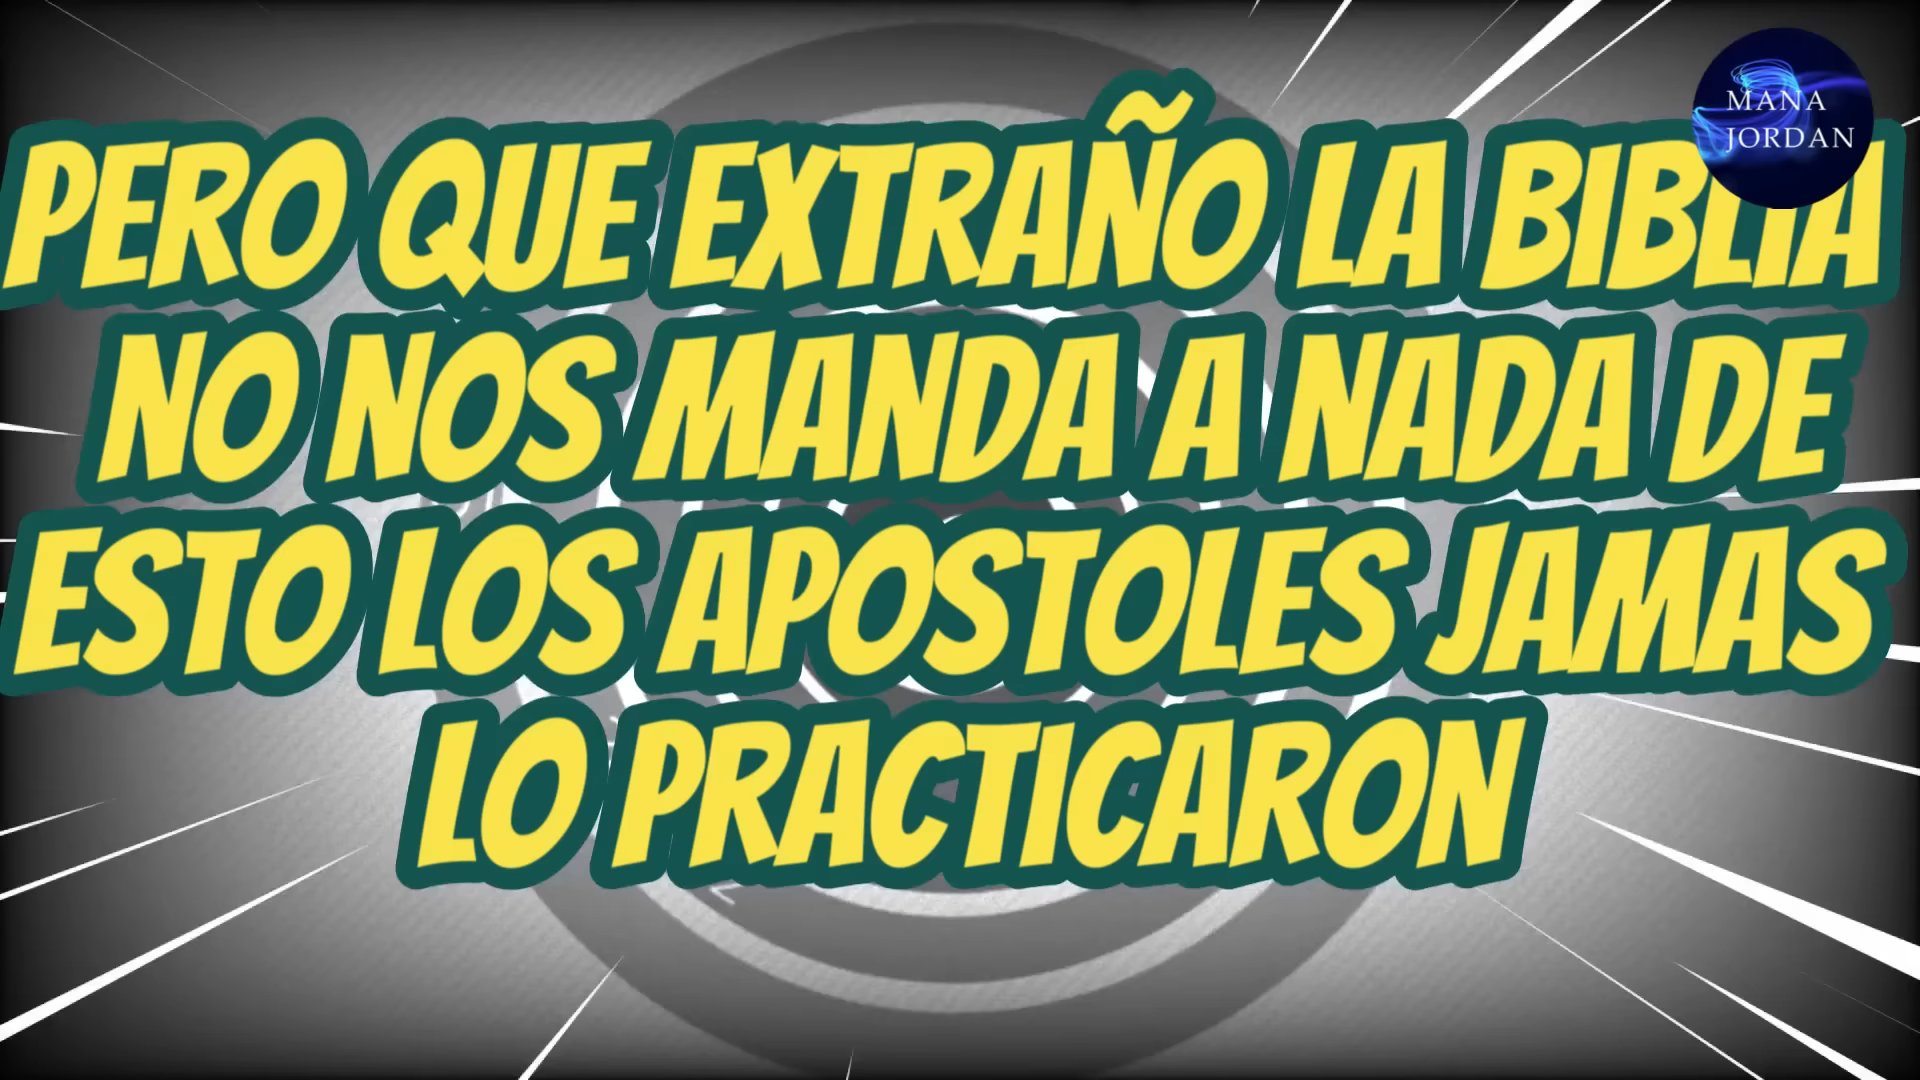 MANA
JORDAN
PERO QUE EXTRAÑO LA BIBLIA
NO NOS MANDA A NADA DE
ESTO LOS APOSTOLES JAMAS
LO PRACTICARON